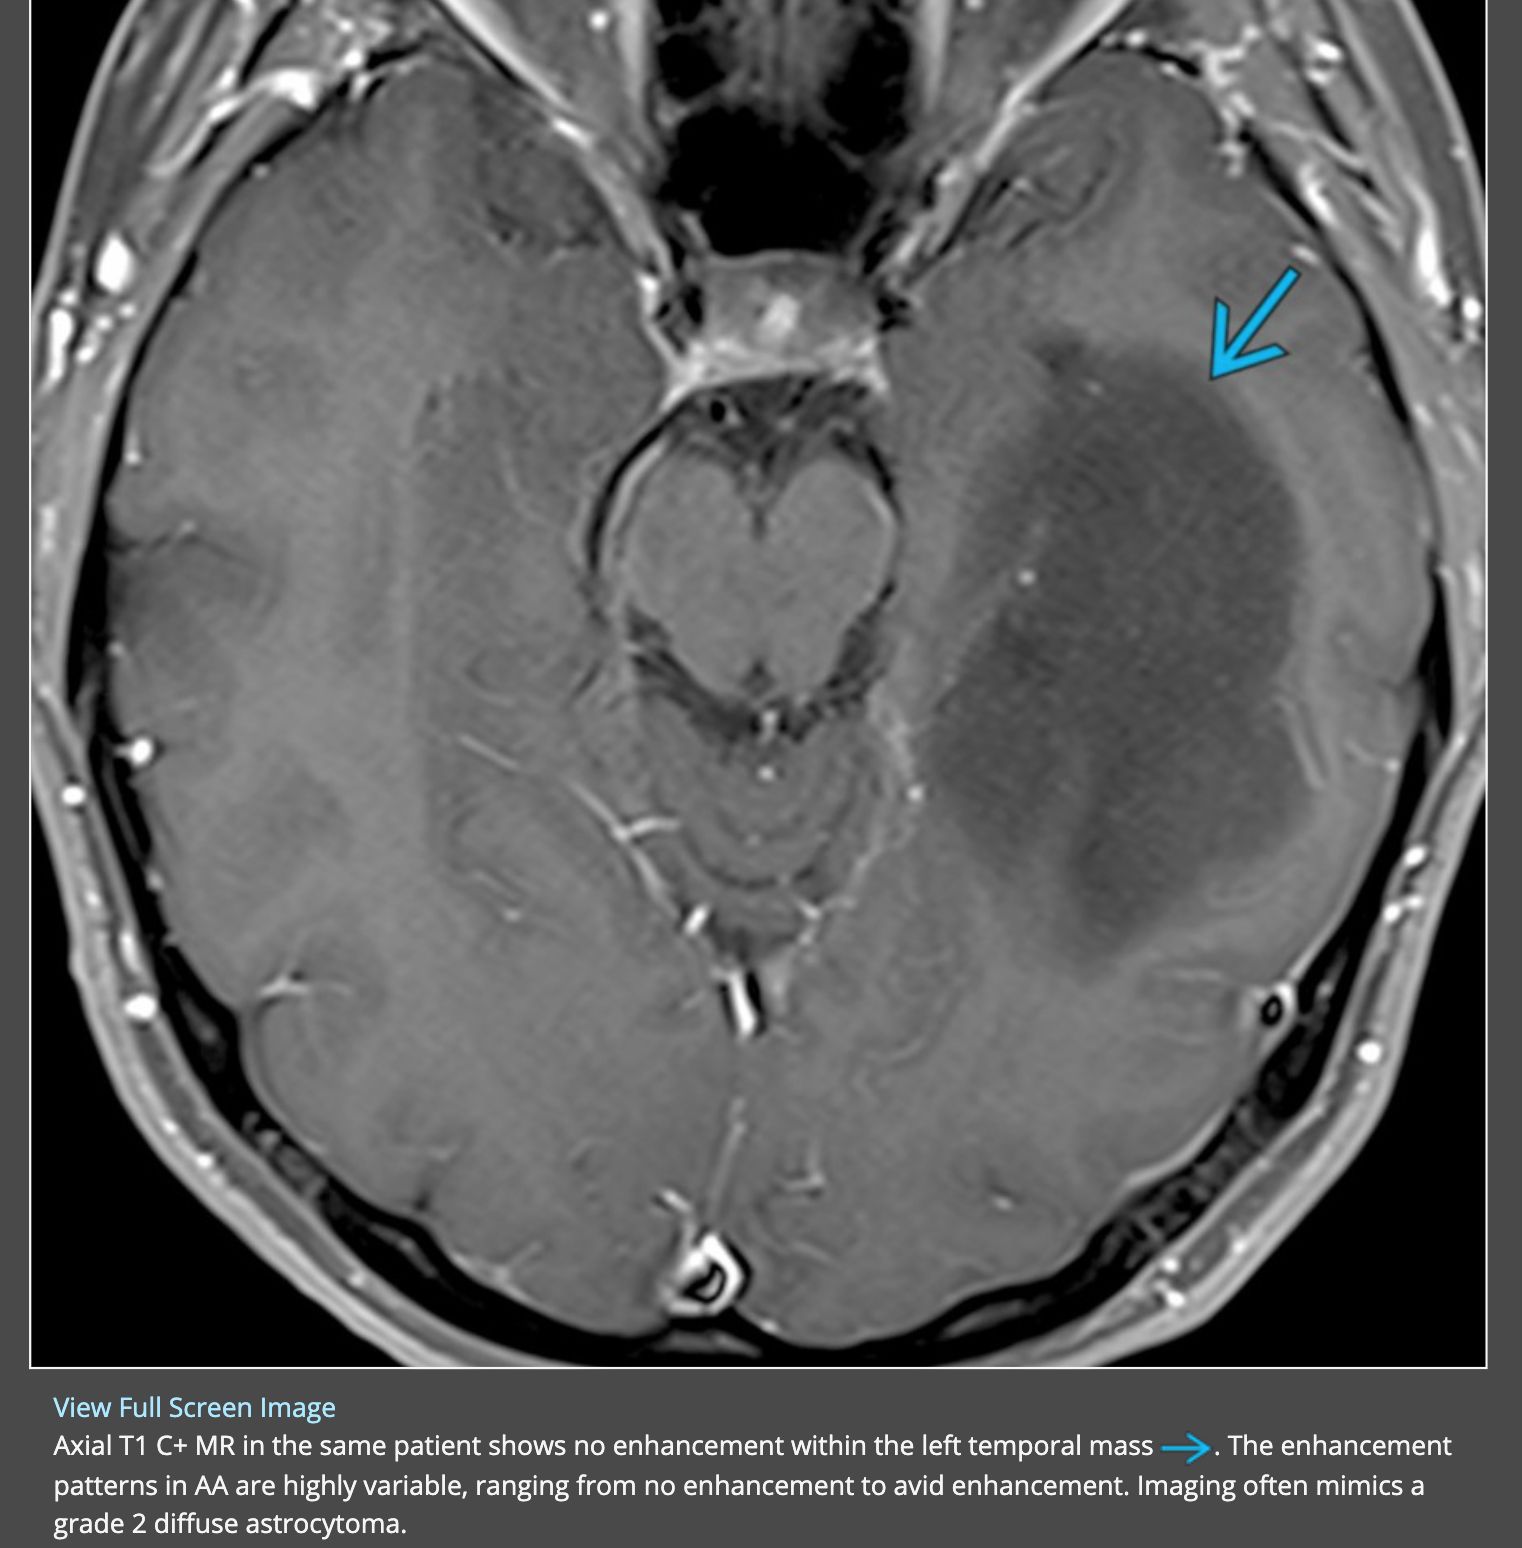 View Full Screen Image
Axial T1 C+ MR in the same patient shows no enhancement within the left temporal mass . The enhancement
patterns in AA are highly variable, ranging from no enhancement to avid enhancement. Imaging often mimics a
grade 2 diffuse astrocytoma.